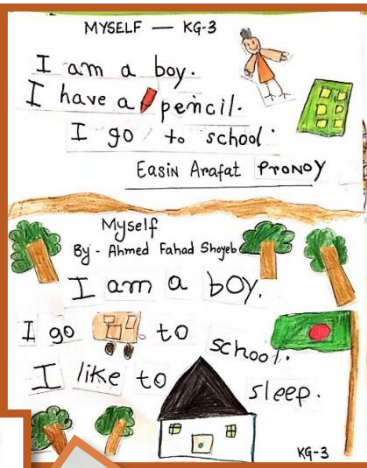 MYSELF — KG-3
I am a boy.
I have a pencil.
I go to school.
Easin Arafat PRONOY
Myself
By - Ahmed Fahad Shoyeb
I am a boy.
I go to school.
I like to sleep.
KG-3